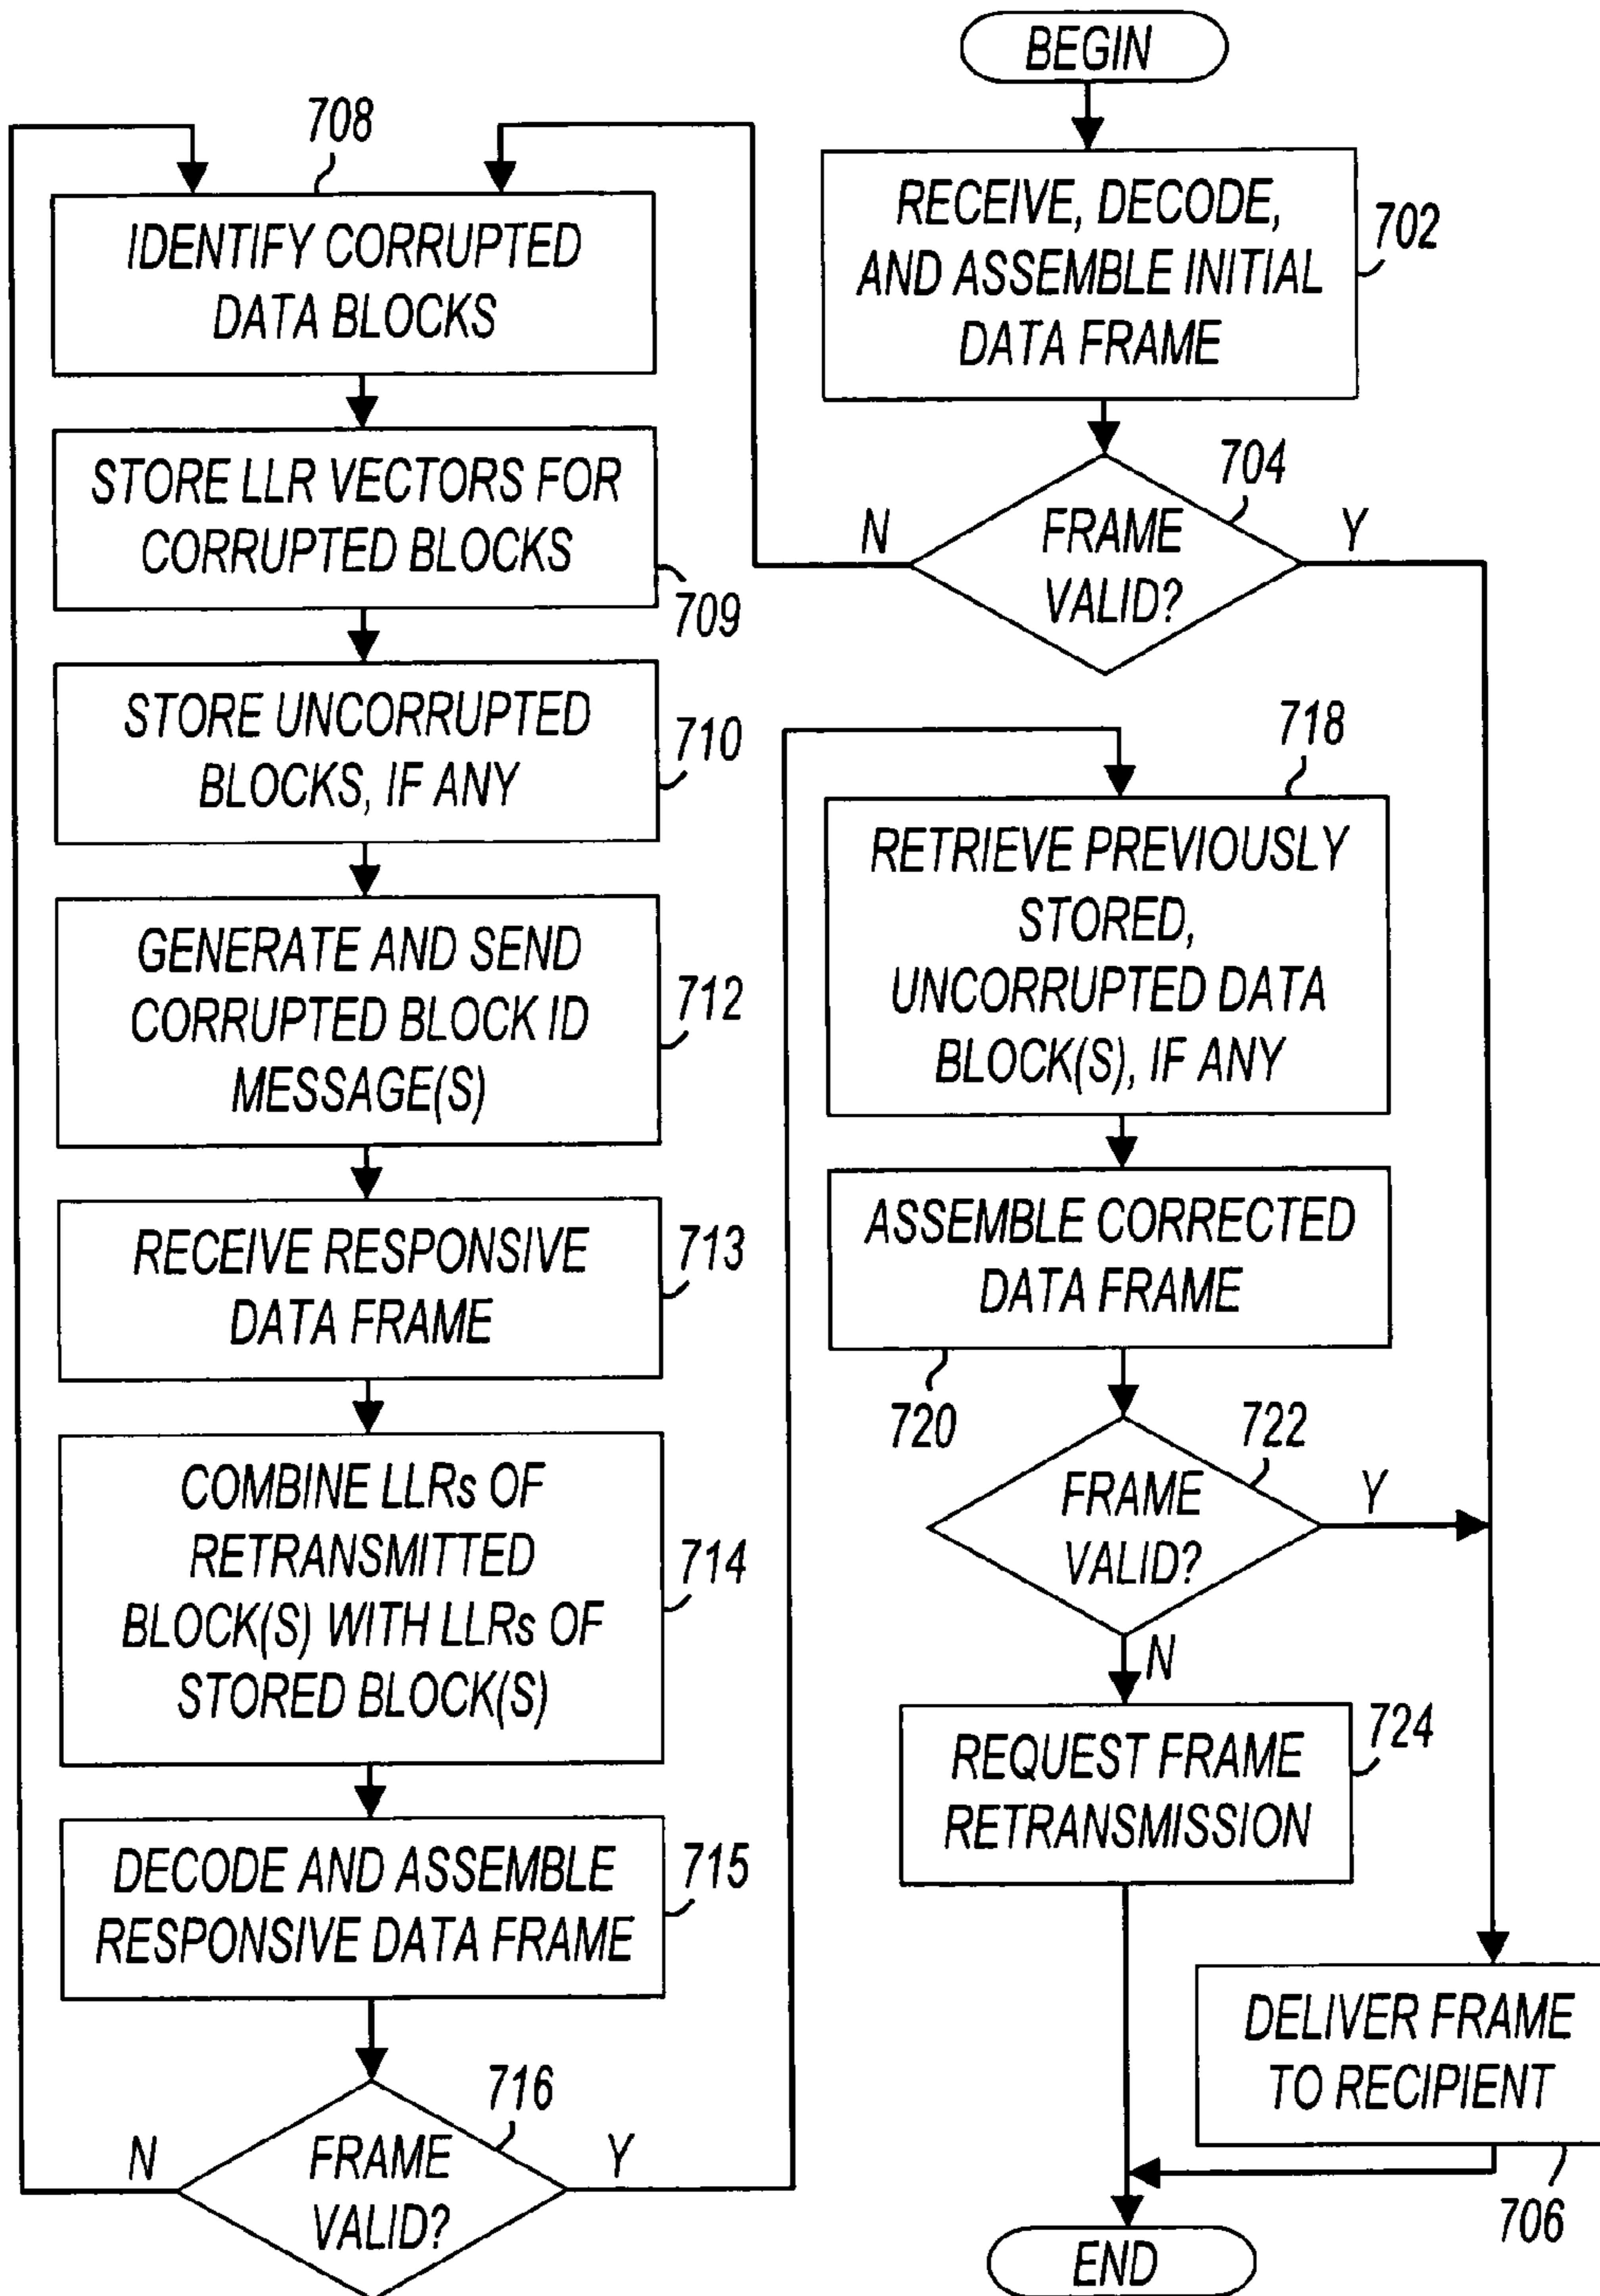 BEGIN
RECEIVE, DECODE,
AND ASSEMBLE INITIAL
DATA FRAME
702
704
FRAME
VALID?
N
Y
708
IDENTIFY CORRUPTED
DATA BLOCKS
STORE LLR VECTORS FOR
CORRUPTED BLOCKS
709
STORE UNCORRUPTED
BLOCKS, IF ANY
710
GENERATE AND SEND
CORRUPTED BLOCK ID
MESSAGE(S)
712
RECEIVE RESPONSIVE
DATA FRAME
713
COMBINE LLRs OF
RETRANSMITTED
BLOCK(S) WITH LLRs OF
STORED BLOCK(S)
714
DECODE AND ASSEMBLE
RESPONSIVE DATA FRAME
715
716
FRAME
VALID?
N
Y
718
RETRIEVE PREVIOUSLY
STORED,
UNCORRUPTED DATA
BLOCK(S), IF ANY
ASSEMBLE CORRECTED
DATA FRAME
720
722
FRAME
VALID?
Y
N
REQUEST FRAME
RETRANSMISSION
724
DELIVER FRAME
TO RECIPIENT
706
END